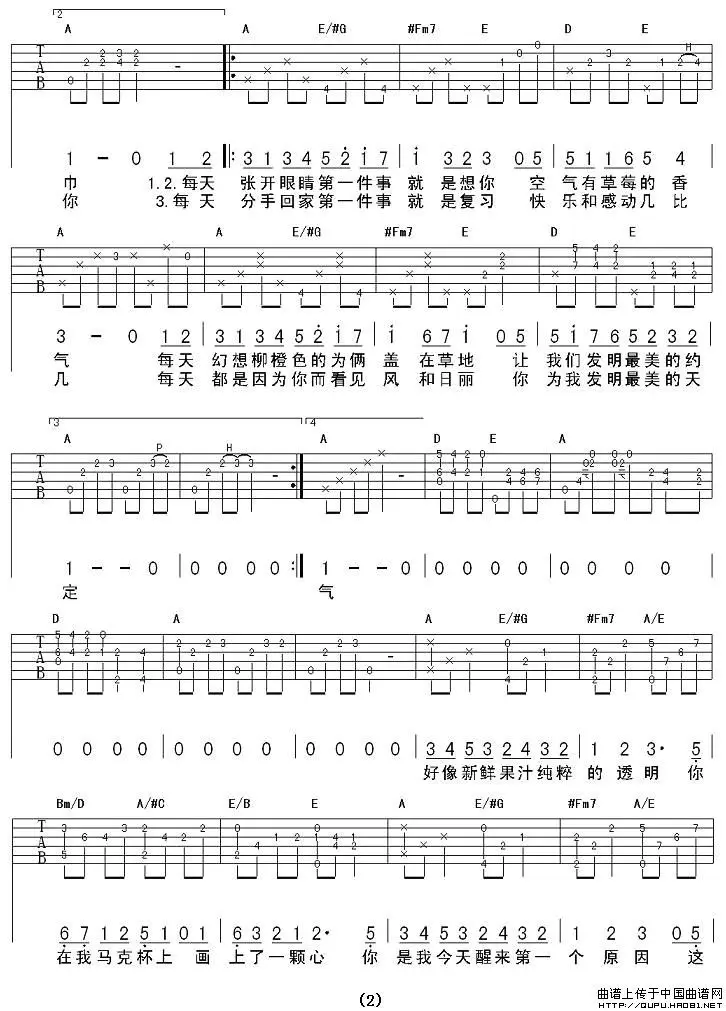 2
A E/#G #Fm7 E D E
T A B
H
1 - 0 1 2 3 1 3 4 5 2 1 7 1 3 2 3 0 5 5 1 1 6 5 4
巾 1.2.每天 张开眼睛第一件事 就是想你 空气有草莓的香
你 3.每天 分手回家第一件事 就是复习 快乐和感动几比
A A E/#G #Fm7 E D E
T A B
3 - 0 1 2 3 1 3 4 5 2 1 7 1 6 7 1 0 5 5 1 7 6 5 2 3 2
气 每天 幻想柳橙色的为俩 盖在草地 让 我们发明最美的约
几 每天 都是因为你而看见 风和日丽 你 为我发明最美的天
3 4
A P H A D E A
T A B
1 - - 0 0 0 0 0 1 - - 0 0 0 0 0 0 0 0 0
定 气
D A A E/#G #Fm7 A/E
T A B
0 0 0 0 0 0 0 0 0 0 0 0 3 4 5 3 2 4 3 2 1 2 3· 5
好像新鲜果汁纯粹 的透明 你
Bm/D A/#C E/B E A E/#G #Fm7 A/E
T A B
6 7 1 2 5 1 0 1 6 3 2 1 2· 5 3 4 5 3 2 4 3 2 1 2 3 0 5
在我马克杯上 画 上了一颗心 你 是我今天醒来第一 个原因 这
(2)
曲谱上传于中国曲谱网
HTTP://QUPU.HAO81.NET